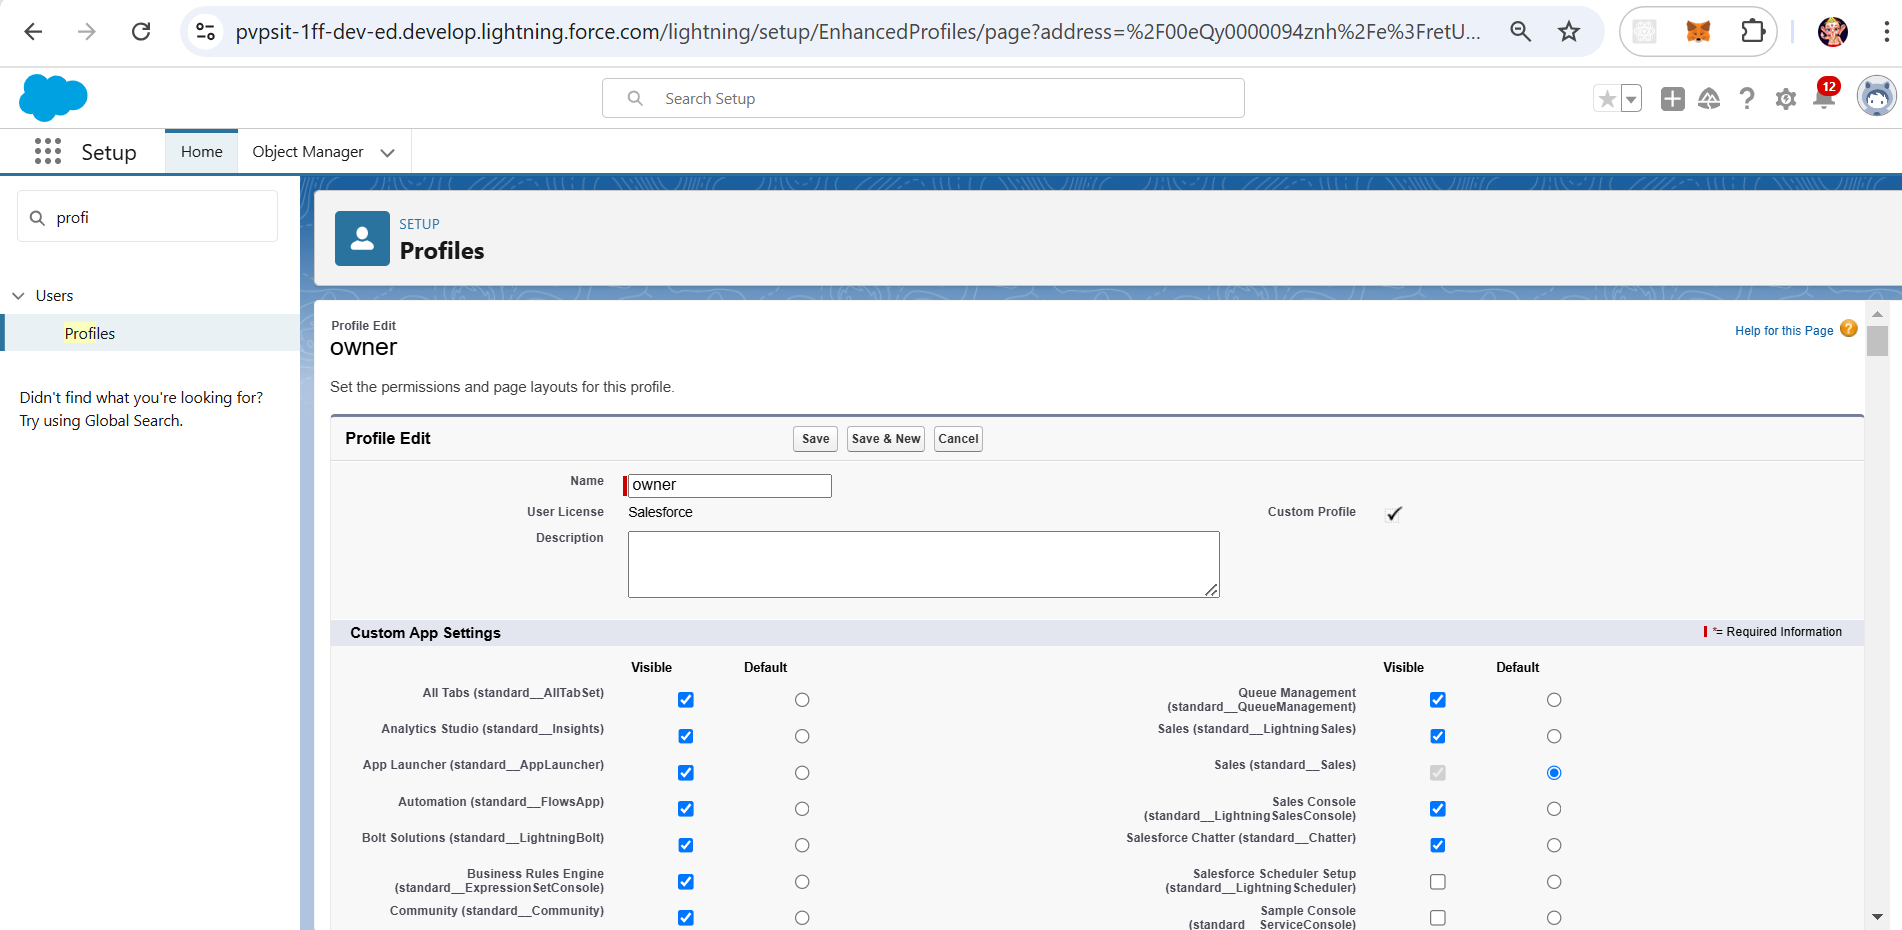 pvpsit-1ff-dev-ed.develop.lightning.force.com/lightning/setup/EnhancedProfiles/page?address=%2F00eQy0000094znh%2Fe%3FretU...
Search Setup
12
Setup
Home
Object Manager
profi
Users
Profiles
Didn't find what you're looking for?
Try using Global Search.
SETUP
Profiles
Profile Edit
owner
Help for this Page ?
Set the permissions and page layouts for this profile.
Profile Edit
Save
Save & New
Cancel
Name
owner
User License
Salesforce
Custom Profile
Description
Custom App Settings
*= Required Information
Visible
Default
Visible
Default
All Tabs (standard__AllTabSet)
Queue Management
(standard__QueueManagement)
Analytics Studio (standard__Insights)
Sales (standard__LightningSales)
App Launcher (standard__AppLauncher)
Sales (standard__Sales)
Automation (standard__FlowsApp)
Sales Console
(standard__LightningSalesConsole)
Bolt Solutions (standard__LightningBolt)
Salesforce Chatter (standard__Chatter)
Business Rules Engine
(standard__ExpressionSetConsole)
Salesforce Scheduler Setup
(standard__LightningScheduler)
Community (standard__Community)
Sample Console
(standard__ServiceConsole)